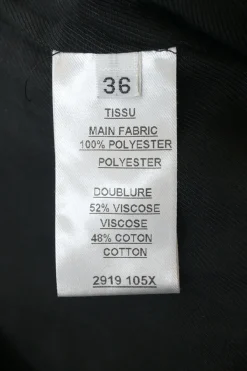 36
TISSU
MAIN FABRIC
100% POLYESTER
POLYESTER
DOUBLURE
52% VISCOSE
VISCOSE
48% COTON
COTTON
2919 105X